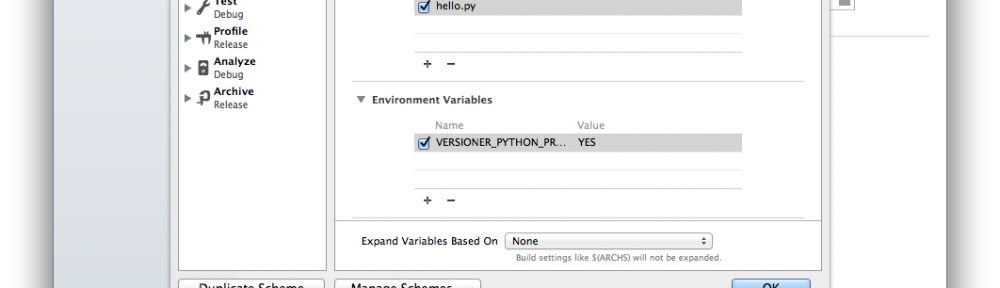 Test
Debug
Profile
Release
Analyze
Debug
Archive
Release
hello.py
+ −
Environment Variables
Name Value
VERSIONER_PYTHON_PR... YES
+ −
Expand Variables Based On None
Build settings like $(ARCHS) will not be expanded.
Duplicate Scheme Manage Schemes... OK